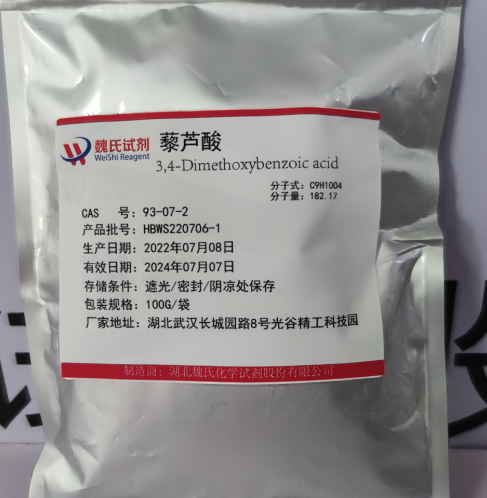 魏氏试剂
WeiShi Reagent
藜芦酸
3,4-Dimethoxybenzoic acid
分子式：C9H10O4
分子量：182.17
CAS 号：93-07-2
产品批号：HBWS220706-1
生产日期：2022年07月08日
有效日期：2024年07月07日
存储条件：遮光/密封/阴凉处保存
包装规格：100G/袋
厂家地址：湖北武汉长城园路8号光谷精工科技园
制造商：湖北魏氏化学试剂股份有限公司